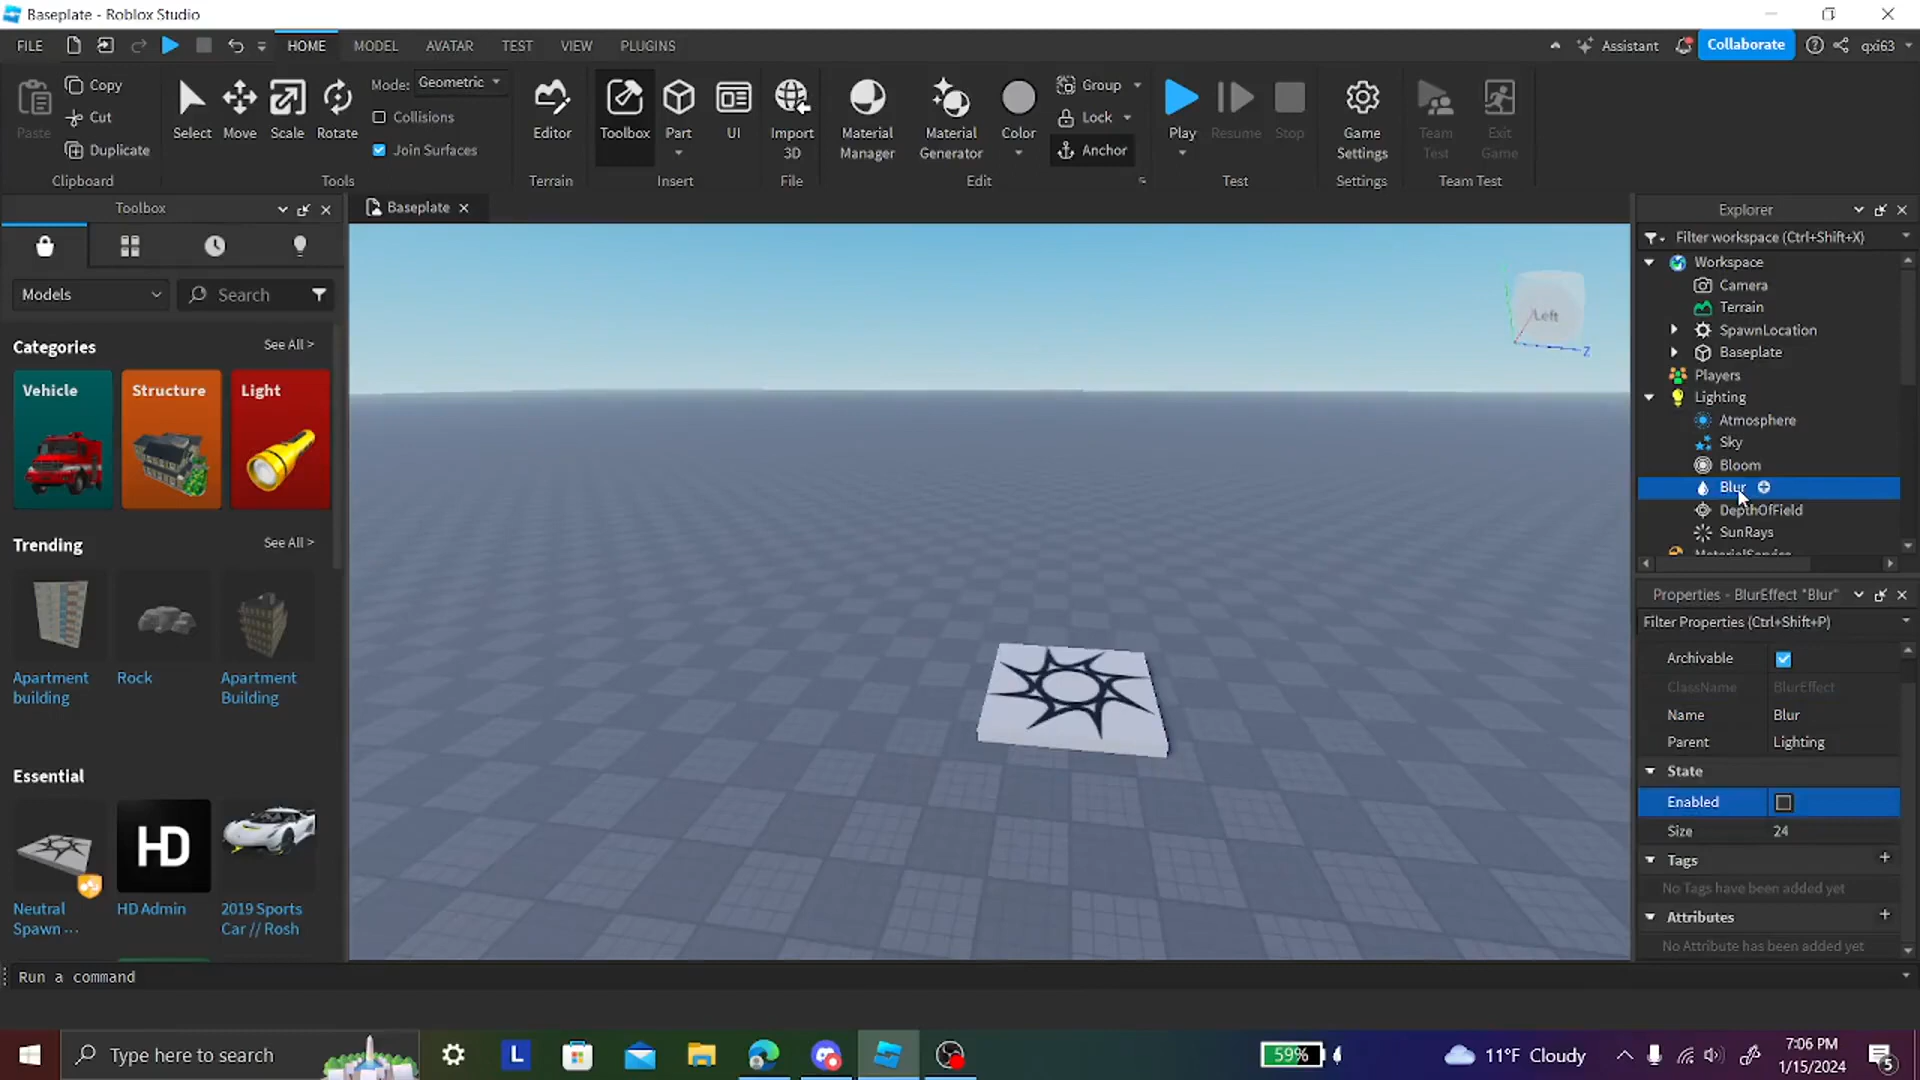 Baseplate - Roblox Studio
FILE HOME MODEL AVATAR TEST VIEW PLUGINS Assistant Collaborate qxi63
Paste Copy Cut Duplicate
Clipboard
Select Move Scale Rotate
Mode: Geometric
Collisions
Join Surfaces
Tools
Editor
Terrain
Toolbox Part UI
Insert
Import 3D
File
Material Manager
Material Generator
Color
Group
Lock
Anchor
Edit
Play Resume Stop
Test
Game Settings
Settings
Team Test
Exit Game
Team Test
Toolbox
Models Search
Categories See All >
Vehicle Structure Light
Trending See All >
Apartment building
Rock
Apartment Building
Essential
HD
Neutral Spawn ...
HD Admin
2019 Sports Car // Rosh
Baseplate
Left
Z
Explorer
Filter workspace (Ctrl+Shift+X)
Workspace
Camera
Terrain
SpawnLocation
Baseplate
Players
Lighting
Atmosphere
Sky
Bloom
Blur
DepthOfField
SunRays
MaterialService
Properties - BlurEffect "Blur"
Filter Properties (Ctrl+Shift+P)
Archivable
ClassName BlurEffect
Name Blur
Parent Lighting
State
Enabled
Size 24
Tags
No Tags have been added yet
Attributes
No Attribute has been added yet
Run a command
Type here to search
L
59%
11°F Cloudy
7:06 PM
1/15/2024
5